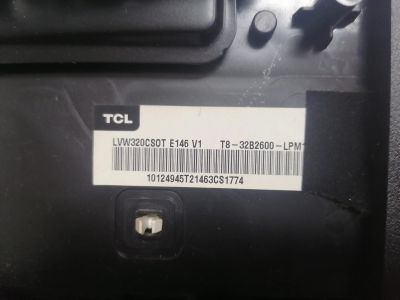 TCL
LVW320CSDT E146 V1 T8-32B2600-LPM1
10124945T21463CS1774